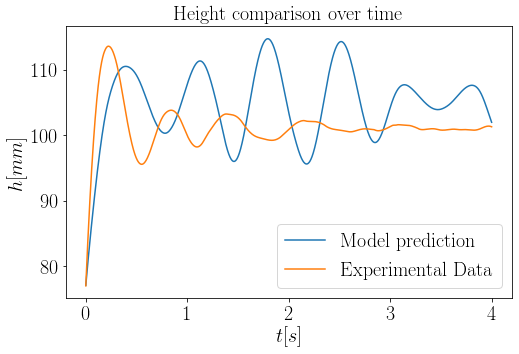 Height comparison over time
110
100
90
80
h[mm]
Model prediction
Experimental Data
0 1 2 3 4
t[s]